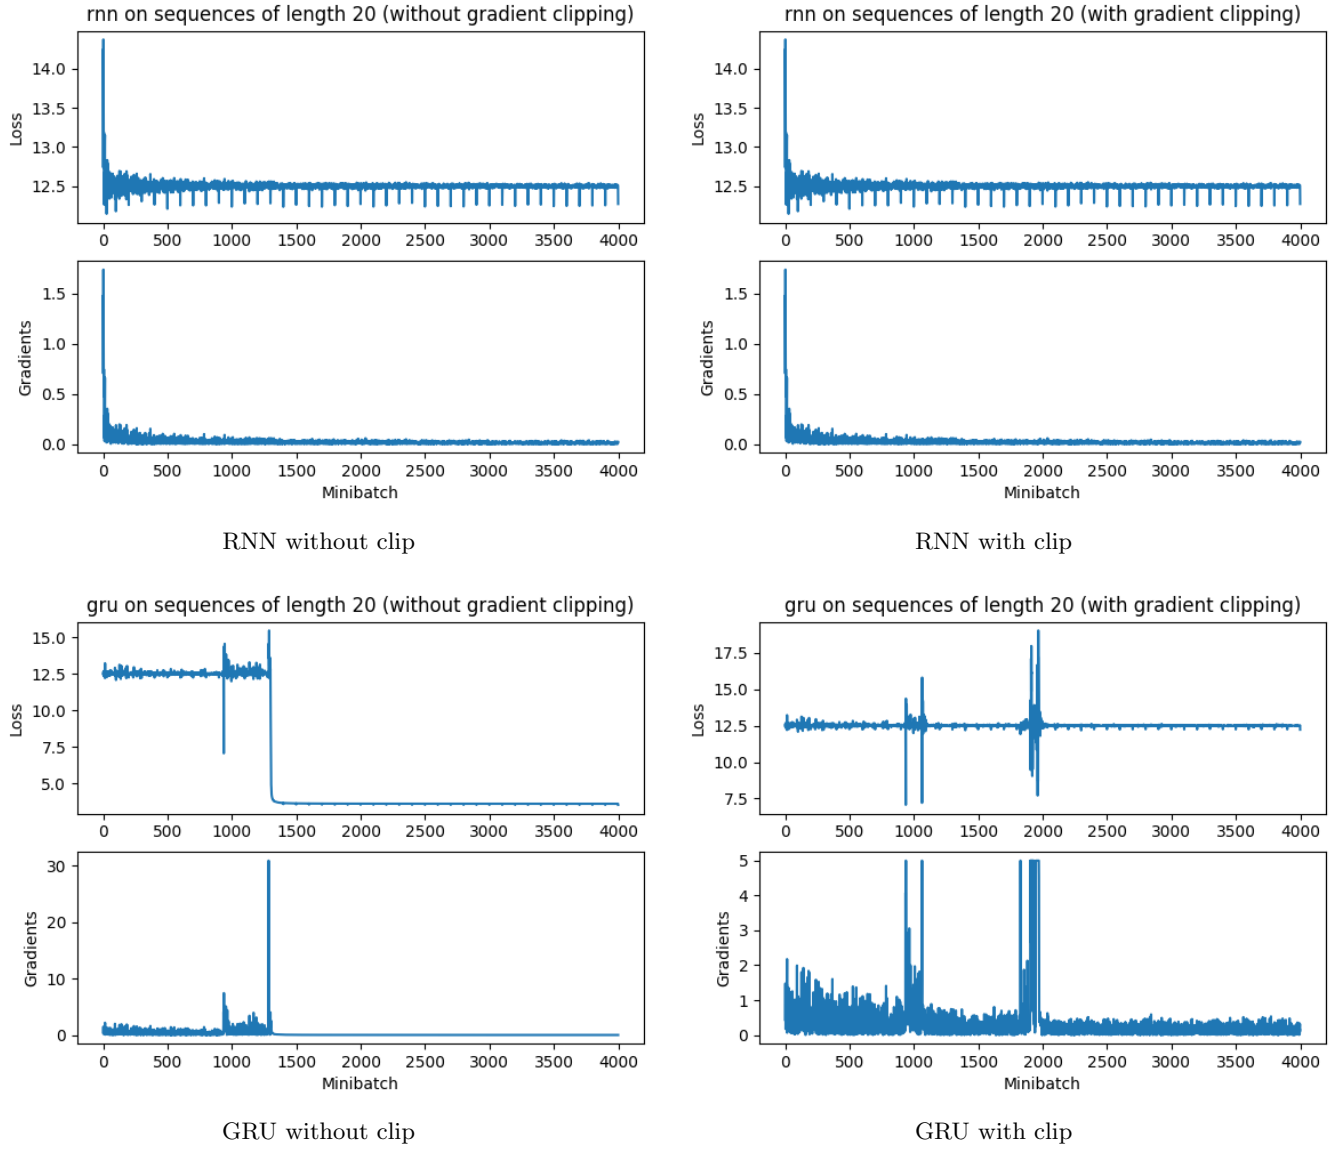 rnn on sequences of length 20 (without gradient clipping)
14.0
13.5
13.0
12.5
Loss
0 500 1000 1500 2000 2500 3000 3500 4000
1.5
1.0
0.5
0.0
Gradients
0 500 1000 1500 2000 2500 3000 3500 4000
Minibatch
RNN without clip
rnn on sequences of length 20 (with gradient clipping)
14.0
13.5
13.0
12.5
Loss
0 500 1000 1500 2000 2500 3000 3500 4000
1.5
1.0
0.5
0.0
Gradients
0 500 1000 1500 2000 2500 3000 3500 4000
Minibatch
RNN with clip
gru on sequences of length 20 (without gradient clipping)
15.0
12.5
10.0
7.5
5.0
Loss
0 500 1000 1500 2000 2500 3000 3500 4000
30
20
10
0
Gradients
0 500 1000 1500 2000 2500 3000 3500 4000
Minibatch
GRU without clip
gru on sequences of length 20 (with gradient clipping)
17.5
15.0
12.5
10.0
7.5
Loss
0 500 1000 1500 2000 2500 3000 3500 4000
5
4
3
2
1
0
Gradients
0 500 1000 1500 2000 2500 3000 3500 4000
Minibatch
GRU with clip